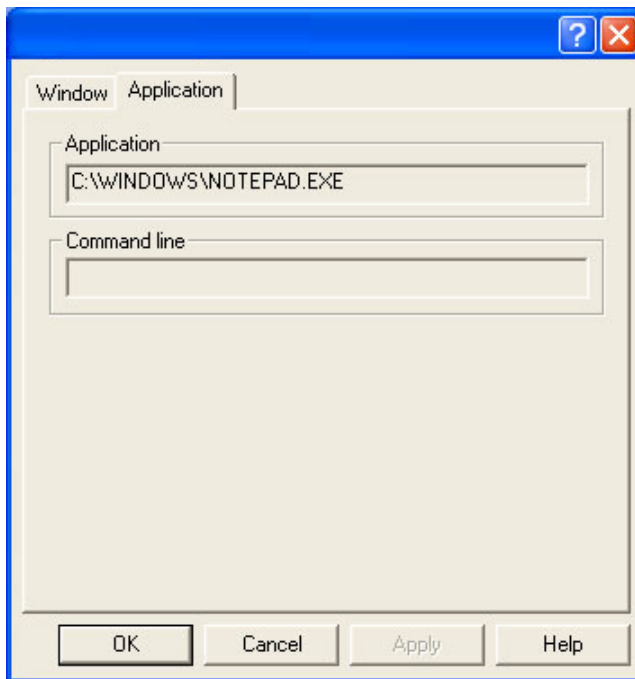 ?
Window Application
Application
C:\WINDOWS\NOTEPAD.EXE
Command line
OK Cancel Apply Help